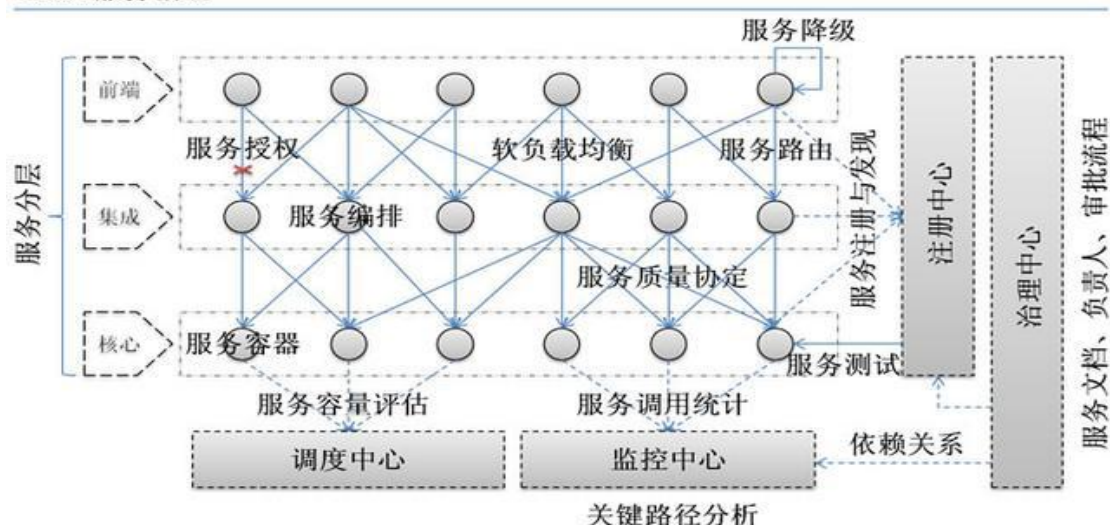 服务降级
前端
服务授权
软负载均衡
服务路由
服务分层
集成
服务编排
服务注册与发现
注册中心
治理中心
服务文档、负责人、审批流程
服务质量协定
核心
服务容器
服务测试
服务容量评估
服务调用统计
调度中心
监控中心
依赖关系
关键路径分析